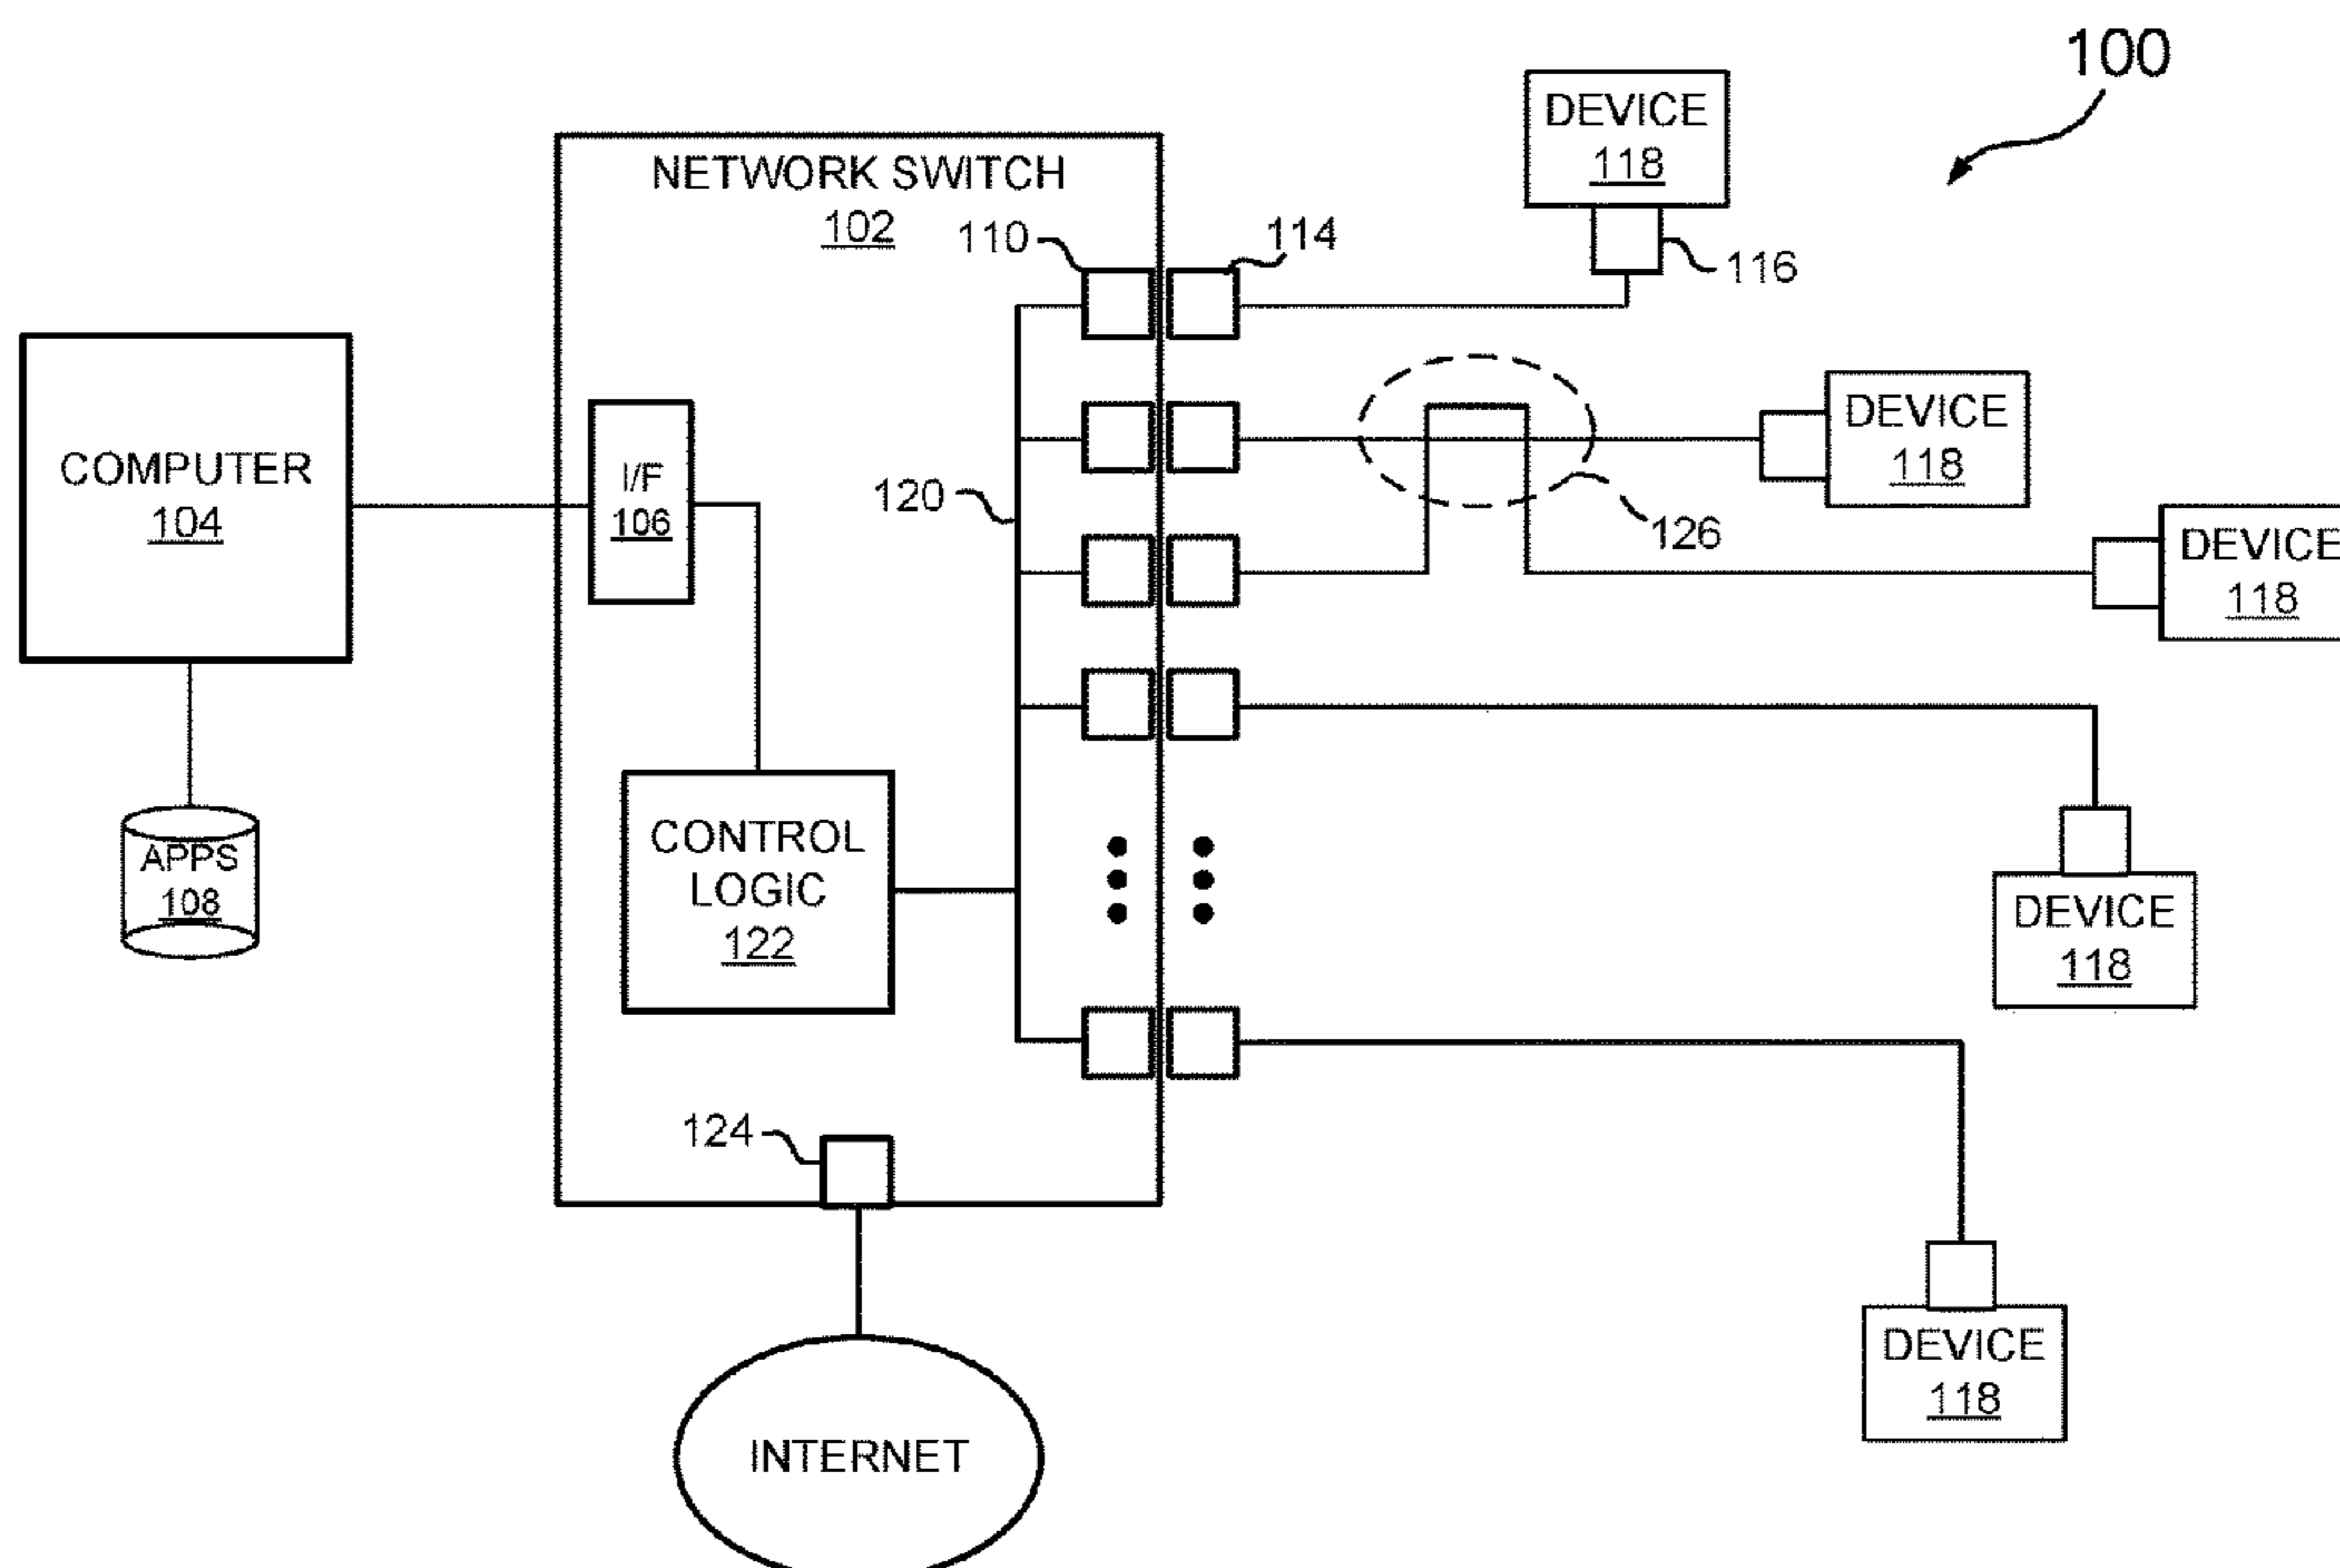 100
DEVICE
118
NETWORK SWITCH
102
110
114
116
COMPUTER
104
I/F
106
120
126
DEVICE
118
DEVICE
118
APPS
108
CONTROL
LOGIC
122
DEVICE
118
124
DEVICE
118
INTERNET